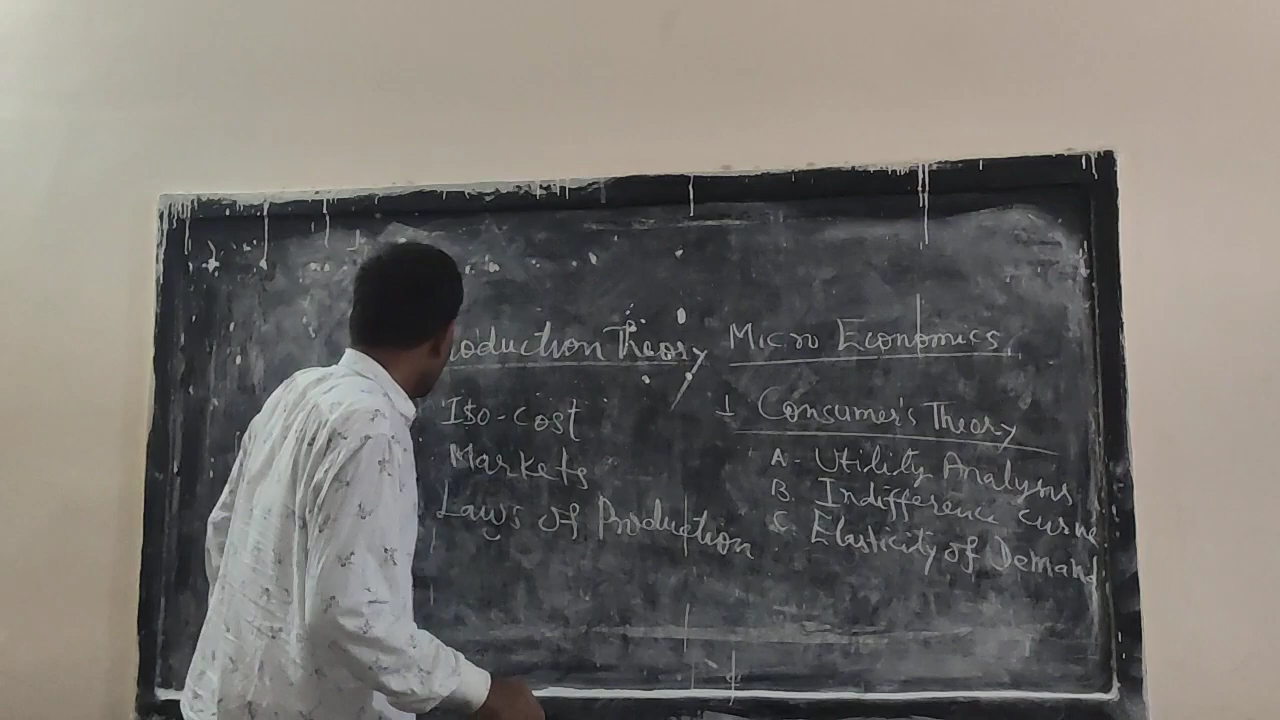 roduction Theory
Iso-cost
Markets
Laws of Production
Micro Economics
1 Consumer's Theory
A - Utility Analysis
B. Indifference curve
C. Elasticity of Demand